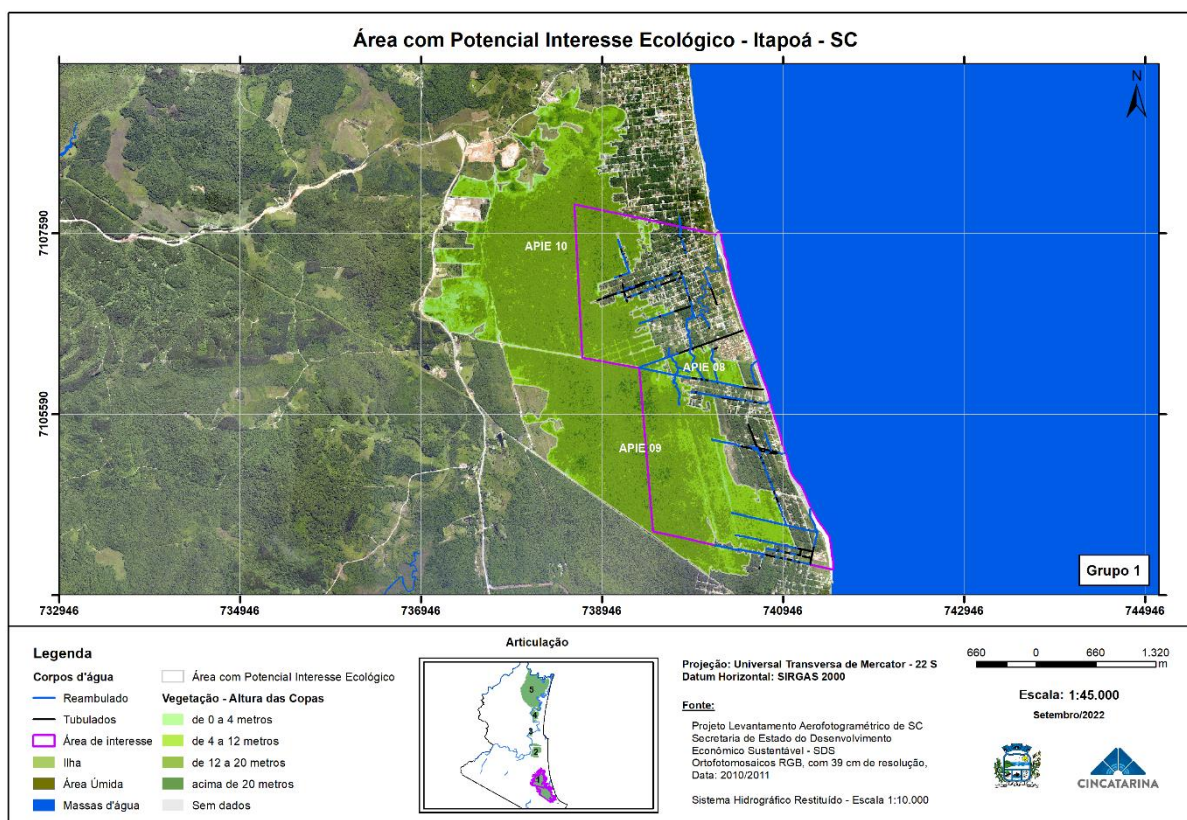 Área com Potencial Interesse Ecológico - Itapoá - SC
N
7107590
7105590
APIE 10
APIE 08
APIE 09
Grupo 1
732946
734946
736946
738946
740946
742946
744946
Legenda
Corpos d'água
Reambulado
Tubulados
Área de interesse
Ilha
Área Úmida
Massas d'água
Área com Potencial Interesse Ecológico
Vegetação - Altura das Copas
de 0 a 4 metros
de 4 a 12 metros
de 12 a 20 metros
acima de 20 metros
Sem dados
Articulação
5
4
3
2
1
Projeção: Universal Transversa de Mercator - 22 S
Datum Horizontal: SIRGAS 2000
Fonte:
Projeto Levantamento Aerofotogramétrico de SC
Secretaria de Estado do Desenvolvimento
Econômico Sustentável - SDS
Ortofotomosaicos RGB, com 39 cm de resolução,
Data: 2010/2011
Sistema Hidrográfico Restituído - Escala 1:10.000
660 0 660 1.320
m
Escala: 1:45.000
Setembro/2022
CINCATARINA